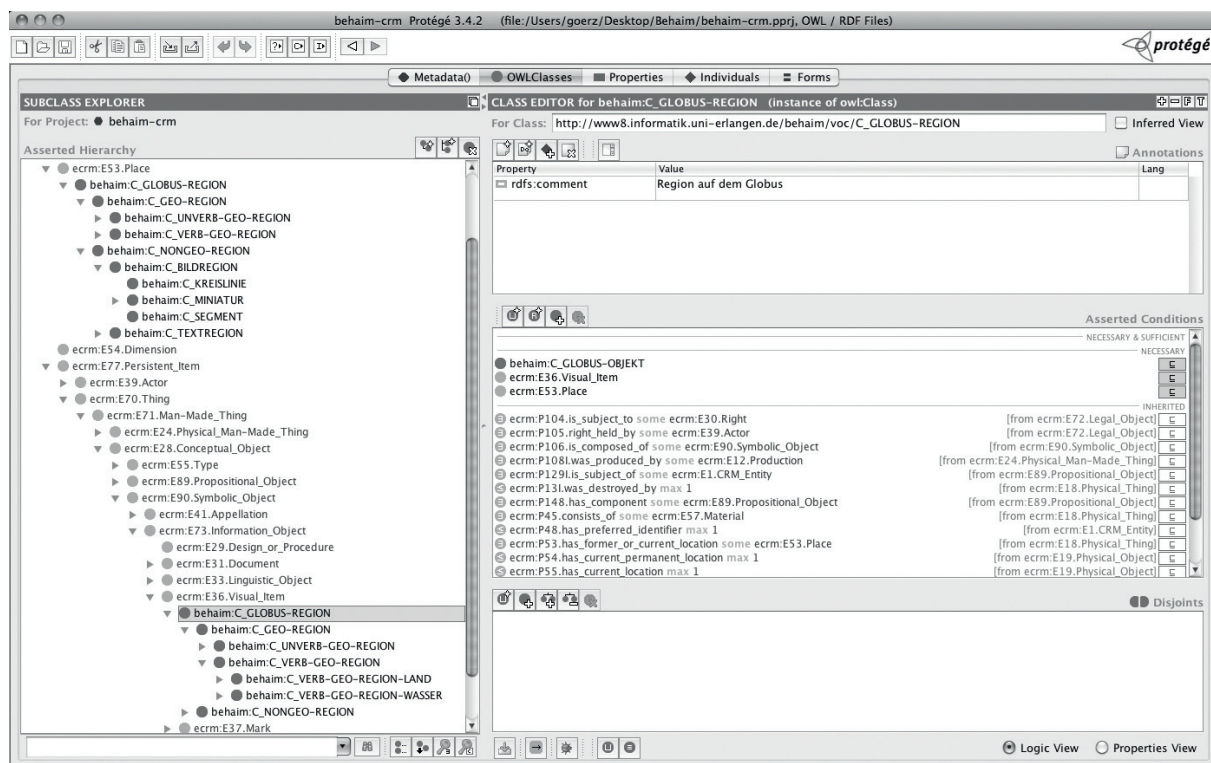 behaim-crm Protégé 3.4.2 (file:/Users/goerz/Desktop/Behaim/behaim-crm.pprj, OWL / RDF Files)
protégé
Metadata() OWLClasses Properties Individuals Forms
SUBCLASS EXPLORER
For Project: behaim-crm
Asserted Hierarchy
ecrm:E53.Place
behaim:C_GLOBUS-REGION
behaim:C_GEO-REGION
behaim:C_UNVERB-GEO-REGION
behaim:C_VERB-GEO-REGION
behaim:C_NONGEO-REGION
behaim:C_BILDREGION
behaim:C_KREISLINIE
behaim:C_MINIATUR
behaim:C_SEGMENT
behaim:C_TEXTREGION
ecrm:E54.Dimension
ecrm:E77.Persistent_Item
ecrm:E39.Actor
ecrm:E70.Thing
ecrm:E71.Man-Made_Thing
ecrm:E24.Physical_Man-Made_Thing
ecrm:E28.Conceptual_Object
ecrm:E55.Type
ecrm:E89.Propositional_Object
ecrm:E90.Symbolic_Object
ecrm:E41.Appellation
ecrm:E73.Information_Object
ecrm:E29.Design_or_Procedure
ecrm:E31.Document
ecrm:E33.Linguistic_Object
ecrm:E36.Visual_Item
behaim:C_GLOBUS-REGION
behaim:C_GEO-REGION
behaim:C_UNVERB-GEO-REGION
behaim:C_VERB-GEO-REGION
behaim:C_VERB-GEO-REGION-LAND
behaim:C_VERB-GEO-REGION-WASSER
behaim:C_NONGEO-REGION
ecrm:E37.Mark
CLASS EDITOR for behaim:C_GLOBUS-REGION (instance of owl:Class)
For Class: http://www8.informatik.uni-erlangen.de/behaim/voc/C_GLOBUS-REGION Inferred View
Annotations
Property Value Lang
rdfs:comment Region auf dem Globus
Asserted Conditions
NECESSARY & SUFFICIENT
NECESSARY
behaim:C_GLOBUS-OBJEKT
ecrm:E36.Visual_Item
ecrm:E53.Place
INHERITED
ecrm:P104.is_subject_to some ecrm:E30.Right [from ecrm:E72.Legal_Object]
ecrm:P105.right_held_by some ecrm:E39.Actor [from ecrm:E72.Legal_Object]
ecrm:P106.is_composed_of some ecrm:E90.Symbolic_Object [from ecrm:E90.Symbolic_Object]
ecrm:P108I.was_produced_by some ecrm:E12.Production [from ecrm:E24.Physical_Man-Made_Thing]
ecrm:P129I.is_subject_of some ecrm:E1.CRM_Entity [from ecrm:E89.Propositional_Object]
ecrm:P13I.was_destroyed_by max 1 [from ecrm:E18.Physical_Thing]
ecrm:P148.has_component some ecrm:E89.Propositional_Object [from ecrm:E89.Propositional_Object]
ecrm:P45.consists_of some ecrm:E57.Material [from ecrm:E18.Physical_Thing]
ecrm:P48.has_preferred_identifier max 1 [from ecrm:E1.CRM_Entity]
ecrm:P53.has_former_or_current_location some ecrm:E53.Place [from ecrm:E18.Physical_Thing]
ecrm:P54.has_current_permanent_location max 1 [from ecrm:E19.Physical_Object]
ecrm:P55.has_current_location max 1 [from ecrm:E19.Physical_Object]
Disjoints
Logic View Properties View